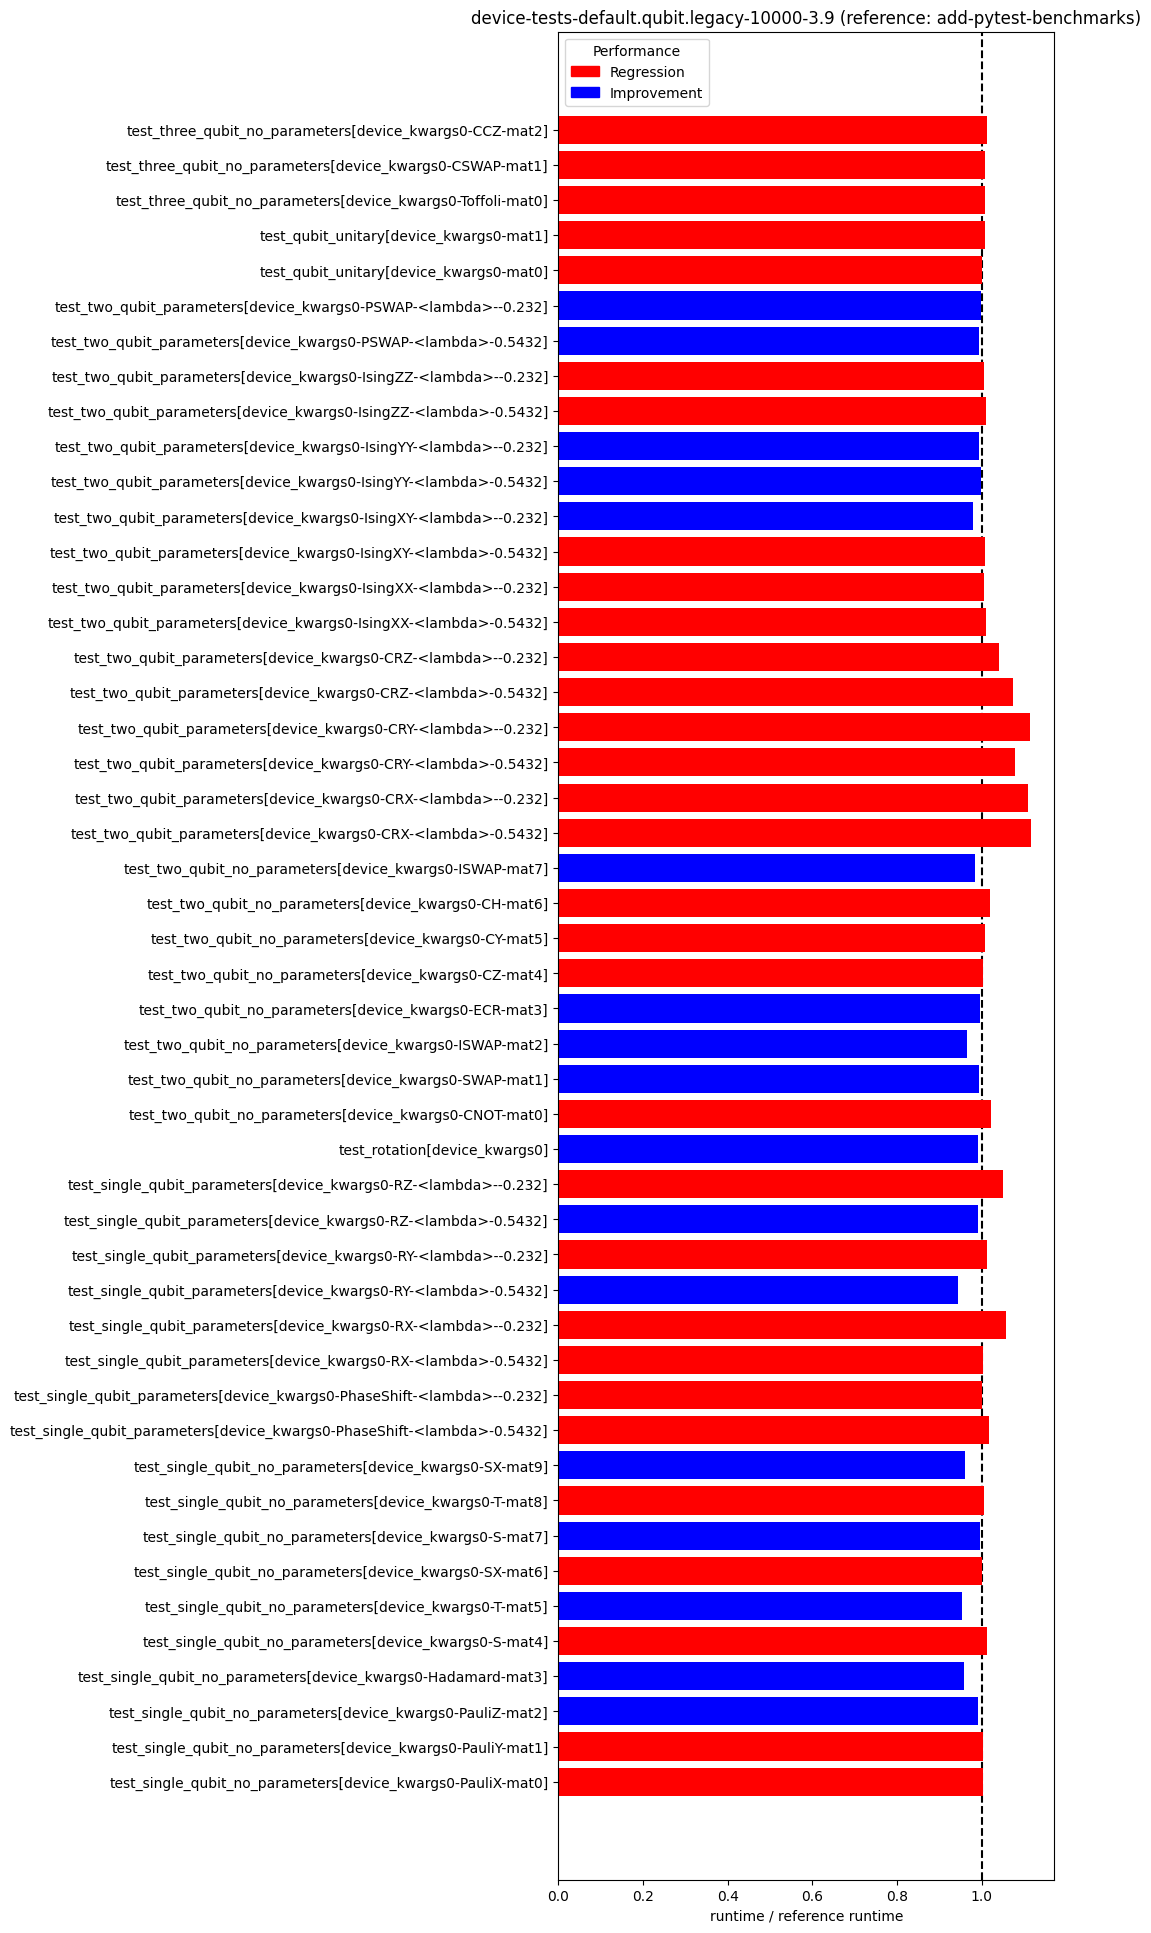 device-tests-default.qubit.legacy-10000-3.9 (reference: add-pytest-benchmarks)
Performance
Regression
Improvement
test_three_qubit_no_parameters[device_kwargs0-CCZ-mat2]
test_three_qubit_no_parameters[device_kwargs0-CSWAP-mat1]
test_three_qubit_no_parameters[device_kwargs0-Toffoli-mat0]
test_qubit_unitary[device_kwargs0-mat1]
test_qubit_unitary[device_kwargs0-mat0]
test_two_qubit_parameters[device_kwargs0-PSWAP-<lambda>--0.232]
test_two_qubit_parameters[device_kwargs0-PSWAP-<lambda>-0.5432]
test_two_qubit_parameters[device_kwargs0-IsingZZ-<lambda>--0.232]
test_two_qubit_parameters[device_kwargs0-IsingZZ-<lambda>-0.5432]
test_two_qubit_parameters[device_kwargs0-IsingYY-<lambda>--0.232]
test_two_qubit_parameters[device_kwargs0-IsingYY-<lambda>-0.5432]
test_two_qubit_parameters[device_kwargs0-IsingXY-<lambda>--0.232]
test_two_qubit_parameters[device_kwargs0-IsingXY-<lambda>-0.5432]
test_two_qubit_parameters[device_kwargs0-IsingXX-<lambda>--0.232]
test_two_qubit_parameters[device_kwargs0-IsingXX-<lambda>-0.5432]
test_two_qubit_parameters[device_kwargs0-CRZ-<lambda>--0.232]
test_two_qubit_parameters[device_kwargs0-CRZ-<lambda>-0.5432]
test_two_qubit_parameters[device_kwargs0-CRY-<lambda>--0.232]
test_two_qubit_parameters[device_kwargs0-CRY-<lambda>-0.5432]
test_two_qubit_parameters[device_kwargs0-CRX-<lambda>--0.232]
test_two_qubit_parameters[device_kwargs0-CRX-<lambda>-0.5432]
test_two_qubit_no_parameters[device_kwargs0-ISWAP-mat7]
test_two_qubit_no_parameters[device_kwargs0-CH-mat6]
test_two_qubit_no_parameters[device_kwargs0-CY-mat5]
test_two_qubit_no_parameters[device_kwargs0-CZ-mat4]
test_two_qubit_no_parameters[device_kwargs0-ECR-mat3]
test_two_qubit_no_parameters[device_kwargs0-ISWAP-mat2]
test_two_qubit_no_parameters[device_kwargs0-SWAP-mat1]
test_two_qubit_no_parameters[device_kwargs0-CNOT-mat0]
test_rotation[device_kwargs0]
test_single_qubit_parameters[device_kwargs0-RZ-<lambda>--0.232]
test_single_qubit_parameters[device_kwargs0-RZ-<lambda>-0.5432]
test_single_qubit_parameters[device_kwargs0-RY-<lambda>--0.232]
test_single_qubit_parameters[device_kwargs0-RY-<lambda>-0.5432]
test_single_qubit_parameters[device_kwargs0-RX-<lambda>--0.232]
test_single_qubit_parameters[device_kwargs0-RX-<lambda>-0.5432]
test_single_qubit_parameters[device_kwargs0-PhaseShift-<lambda>--0.232]
test_single_qubit_parameters[device_kwargs0-PhaseShift-<lambda>-0.5432]
test_single_qubit_no_parameters[device_kwargs0-SX-mat9]
test_single_qubit_no_parameters[device_kwargs0-T-mat8]
test_single_qubit_no_parameters[device_kwargs0-S-mat7]
test_single_qubit_no_parameters[device_kwargs0-SX-mat6]
test_single_qubit_no_parameters[device_kwargs0-T-mat5]
test_single_qubit_no_parameters[device_kwargs0-S-mat4]
test_single_qubit_no_parameters[device_kwargs0-Hadamard-mat3]
test_single_qubit_no_parameters[device_kwargs0-PauliZ-mat2]
test_single_qubit_no_parameters[device_kwargs0-PauliY-mat1]
test_single_qubit_no_parameters[device_kwargs0-PauliX-mat0]
0.0 0.2 0.4 0.6 0.8 1.0
runtime / reference runtime